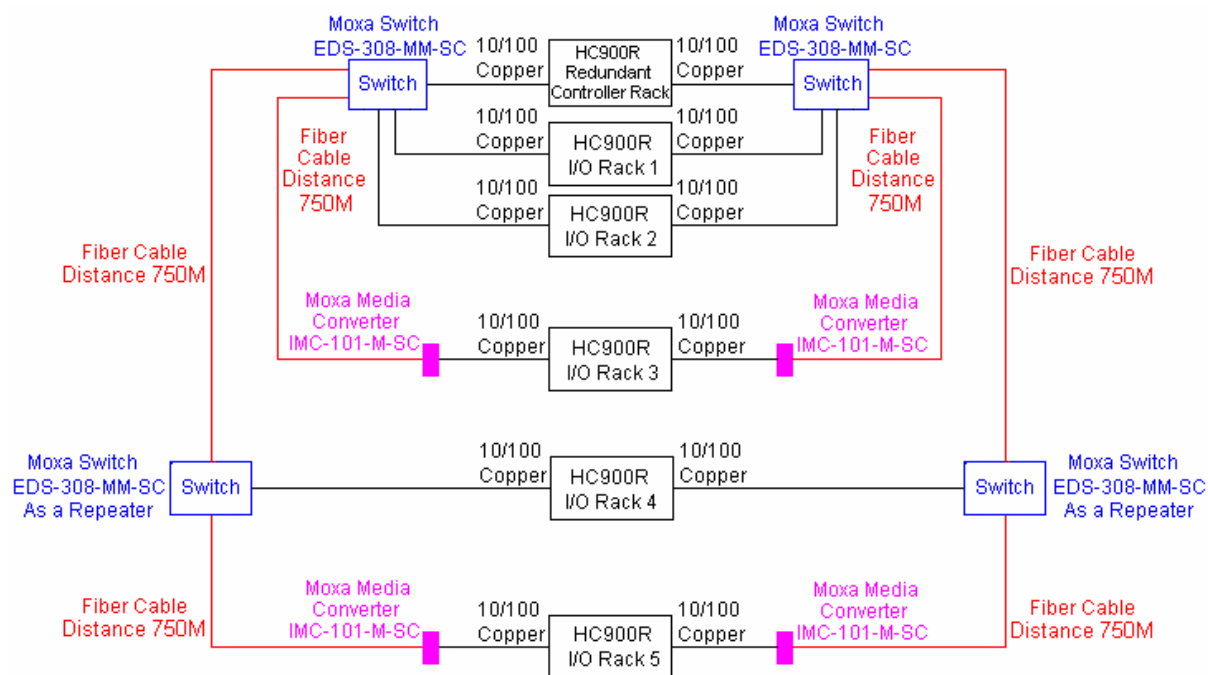 Moxa Switch
EDS-308-MM-SC
Switch
10/100
Copper
HC900R
Redundant
Controller Rack
10/100
Copper
Moxa Switch
EDS-308-MM-SC
Switch
10/100
Copper
HC900R
I/O Rack 1
10/100
Copper
Fiber
Cable
Distance
750M
Fiber
Cable
Distance
750M
10/100
Copper
HC900R
I/O Rack 2
10/100
Copper
Fiber Cable
Distance 750M
Fiber Cable
Distance 750M
Moxa Media
Converter
IMC-101-M-SC
10/100
Copper
HC900R
I/O Rack 3
10/100
Copper
Moxa Media
Converter
IMC-101-M-SC
Moxa Switch
EDS-308-MM-SC
As a Repeater
Switch
10/100
Copper
HC900R
I/O Rack 4
10/100
Copper
Switch
Moxa Switch
EDS-308-MM-SC
As a Repeater
Fiber Cable
Distance 750M
Moxa Media
Converter
IMC-101-M-SC
10/100
Copper
HC900R
I/O Rack 5
10/100
Copper
Moxa Media
Converter
IMC-101-M-SC
Fiber Cable
Distance 750M